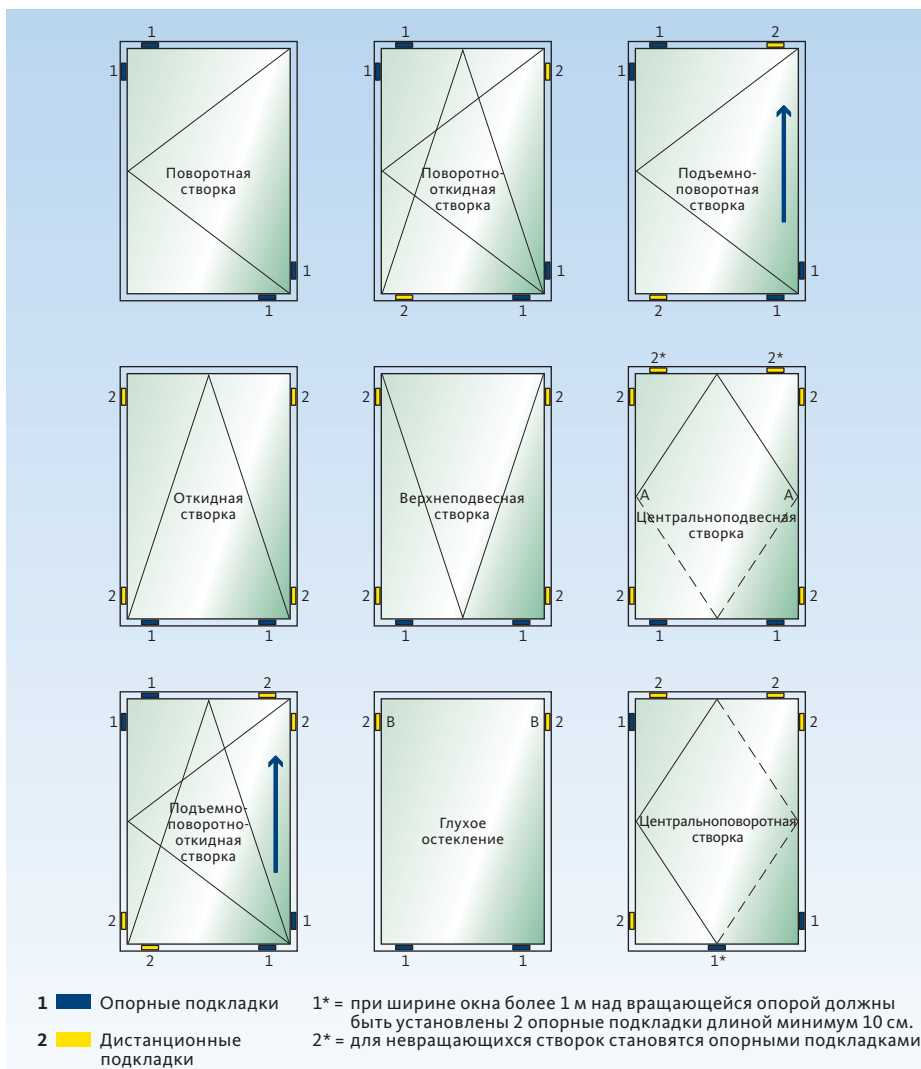 1 1 2
1 1 2 1
Поворотная
створка
Поворотно-
откидная
створка
Подъемно-
поворотная
створка
1 1 1
1 2 1 2 1
2* 2*
2 2 2 2 2 2
A A
Откидная
створка
Верхнеподвесная
створка
Центральноподвесная
створка
2 2 2 2 2 2
1 1 1 1 1 1
1 2 2 2
1 2 2 B B 2 1 2
Подъемно-
поворотно-
откидная
створка
Глухое
остекление
Центральноповоротная
створка
2 1 2 1
2 1 1 1 1*
1 Опорные подкладки
2 Дистанционные
подкладки
1* = при ширине окна более 1 м над вращающейся опорой должны
быть установлены 2 опорные подкладки длиной минимум 10 см.
2* = для невращающихся створок становятся опорными подкладками